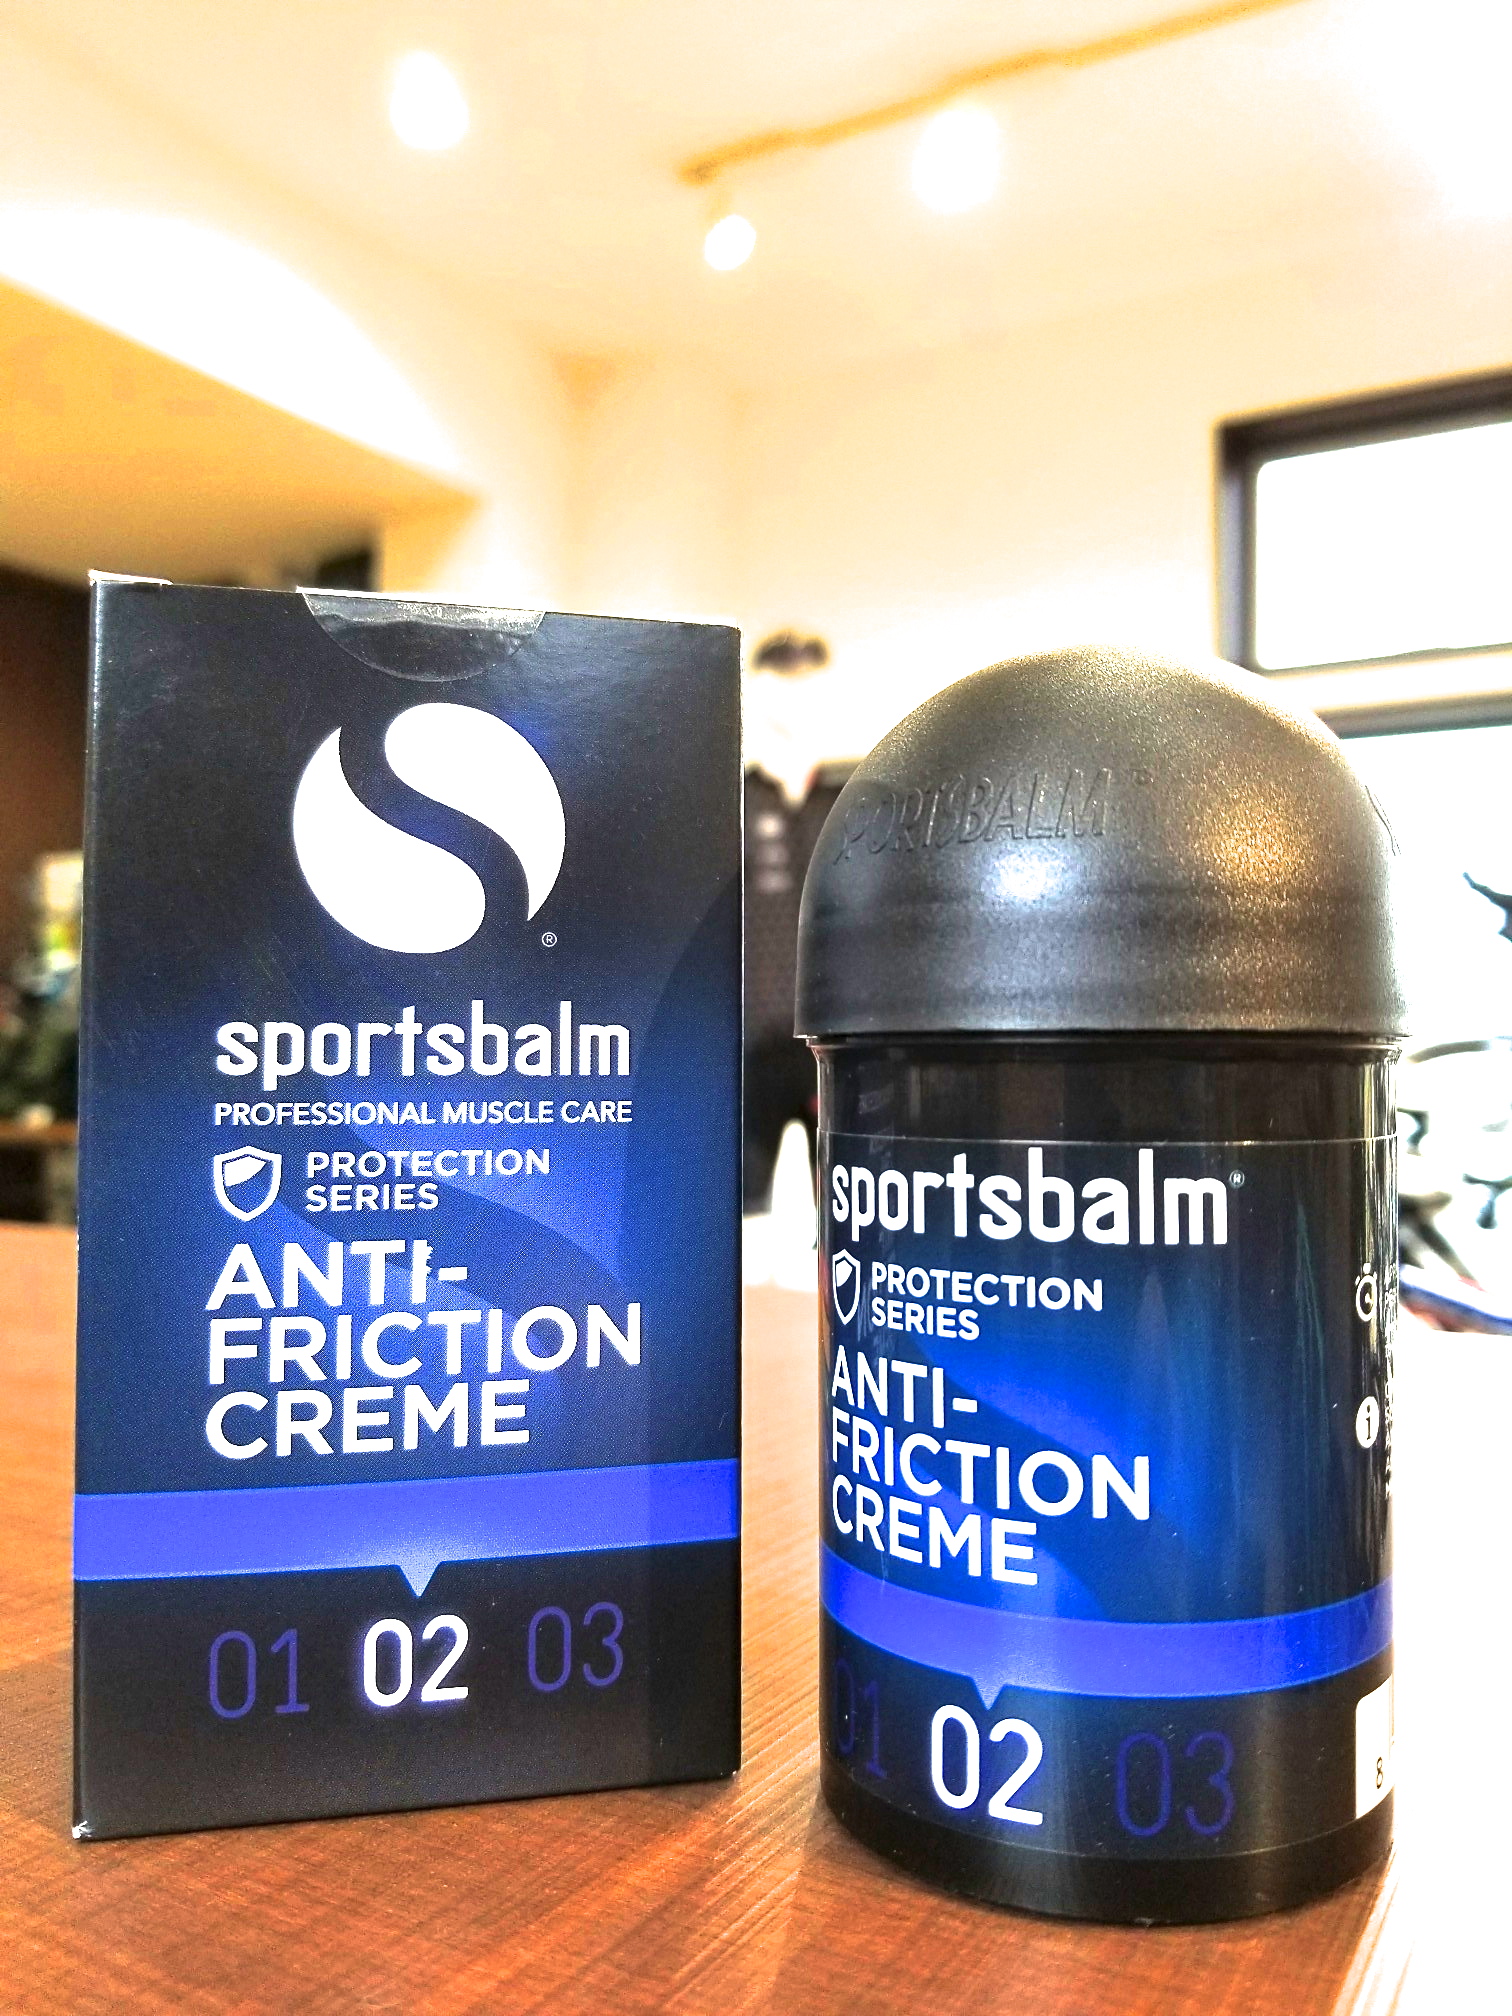 ®
sportsbalm
PROFESSIONAL MUSCLE CARE
PROTECTION
SERIES
ANTI-
FRICTION
CREME
01 02 03
SPORTSBALM
sportsbalm®
PROTECTION
SERIES
ANTI-
FRICTION
CREME
01 02 03
8